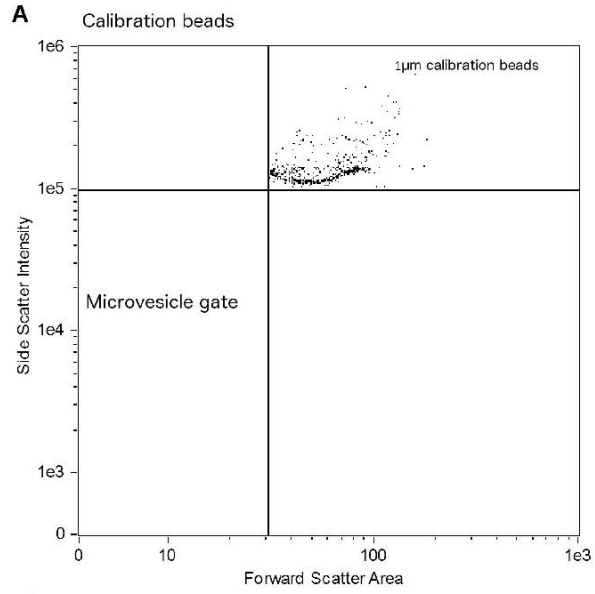 A
Calibration beads
1e6
1µm calibration beads
1e5
Microvesicle gate
Side Scatter Intensity
1e4
1e3
0
0 10 100 1e3
Forward Scatter Area